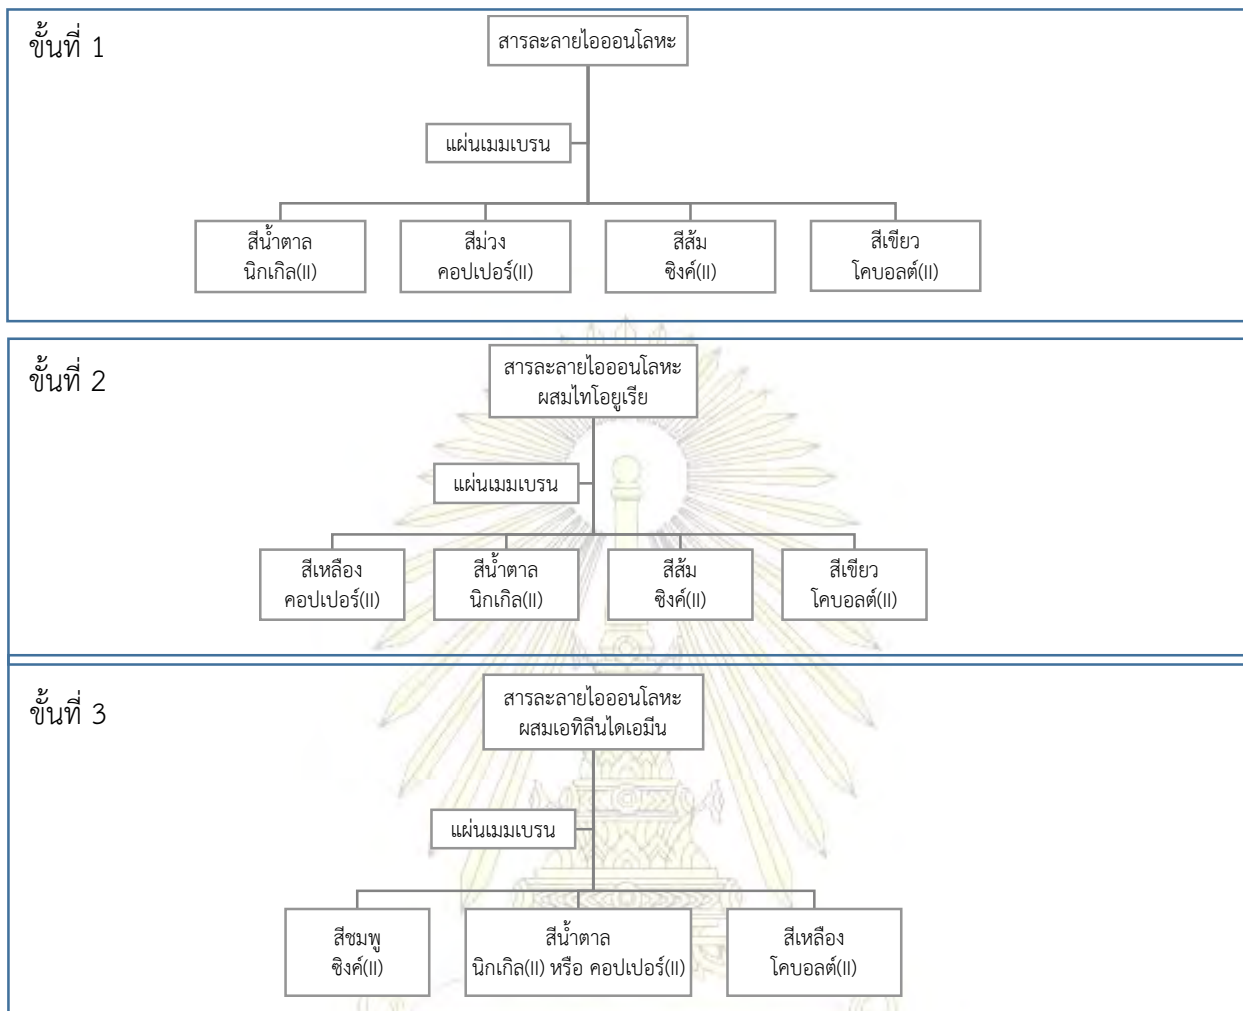 ขั้นที่ 1
สารละลายไอออนโลหะ
แผ่นเมมเบรน
สีน้ำตาล
นิกเกิล(II)
สีม่วง
คอปเปอร์(II)
สีส้ม
ซิงค์(II)
สีเขียว
โคบอลต์(II)
ขั้นที่ 2
สารละลายไอออนโลหะ
ผสมไทโอยูเรีย
แผ่นเมมเบรน
สีเหลือง
คอปเปอร์(II)
สีน้ำตาล
นิกเกิล(II)
สีส้ม
ซิงค์(II)
สีเขียว
โคบอลต์(II)
ขั้นที่ 3
สารละลายไอออนโลหะ
ผสมเอทิลีนไดเอมีน
แผ่นเมมเบรน
สีชมพู
ซิงค์(II)
สีน้ำตาล
นิกเกิล(II) หรือ คอปเปอร์(II)
สีเหลือง
โคบอลต์(II)